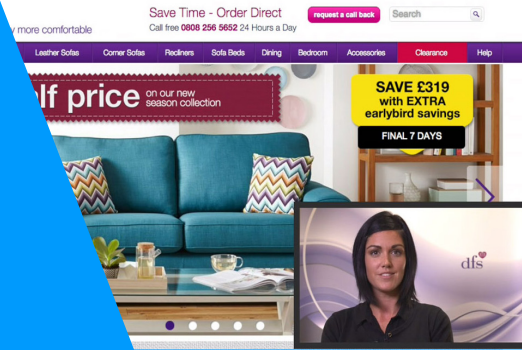 Save Time - Order Direct
request a call back
Search
more comfortable
Call free 0808 256 5652 24 Hours a Day
Leather Sofas
Corner Sofas
Recliners
Sofa Beds
Dining
Bedroom
Accessories
Clearance
Help
price
on our new
season collection
SAVE £319
with EXTRA
earlybird savings
FINAL 7 DAYS
dfs